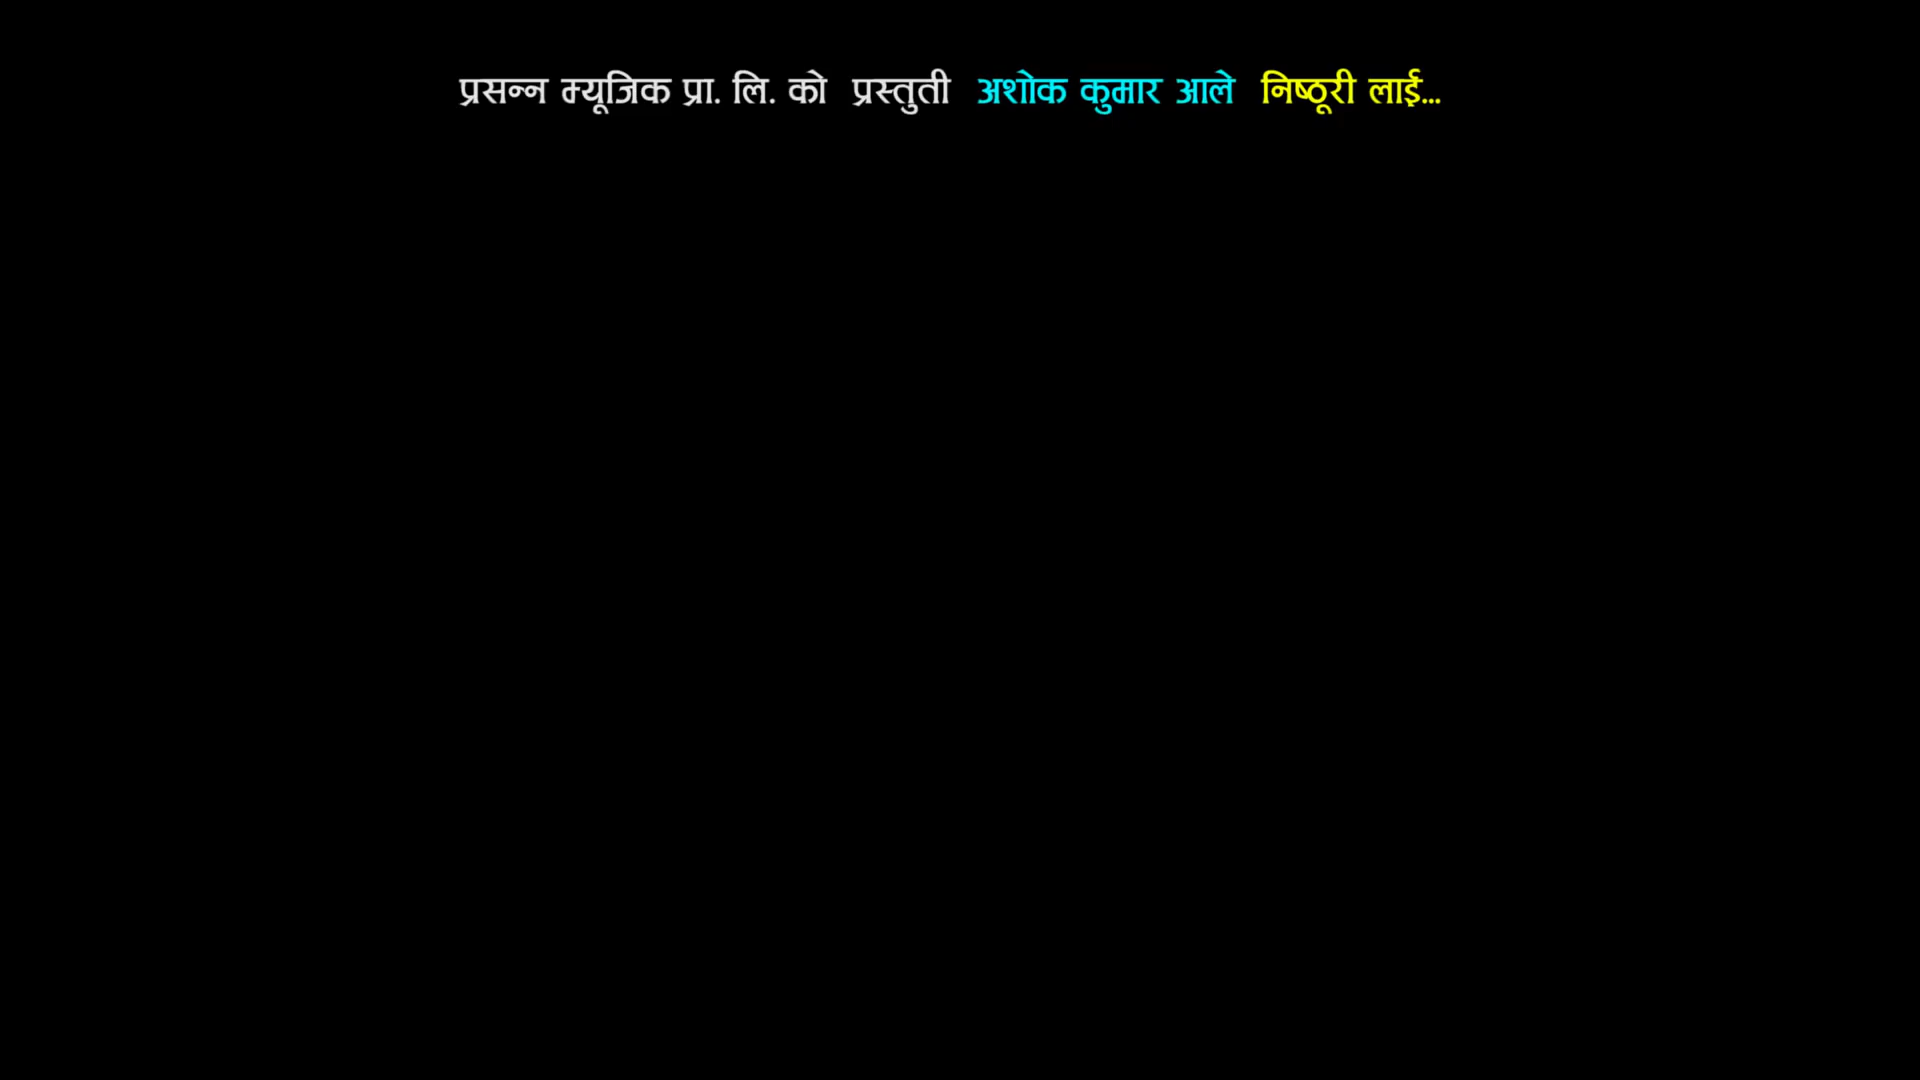 प्रसन्न म्यूजिक प्रा. लि. को प्रस्तुती अशोक कुमार आले निष्ठूरी लाई...